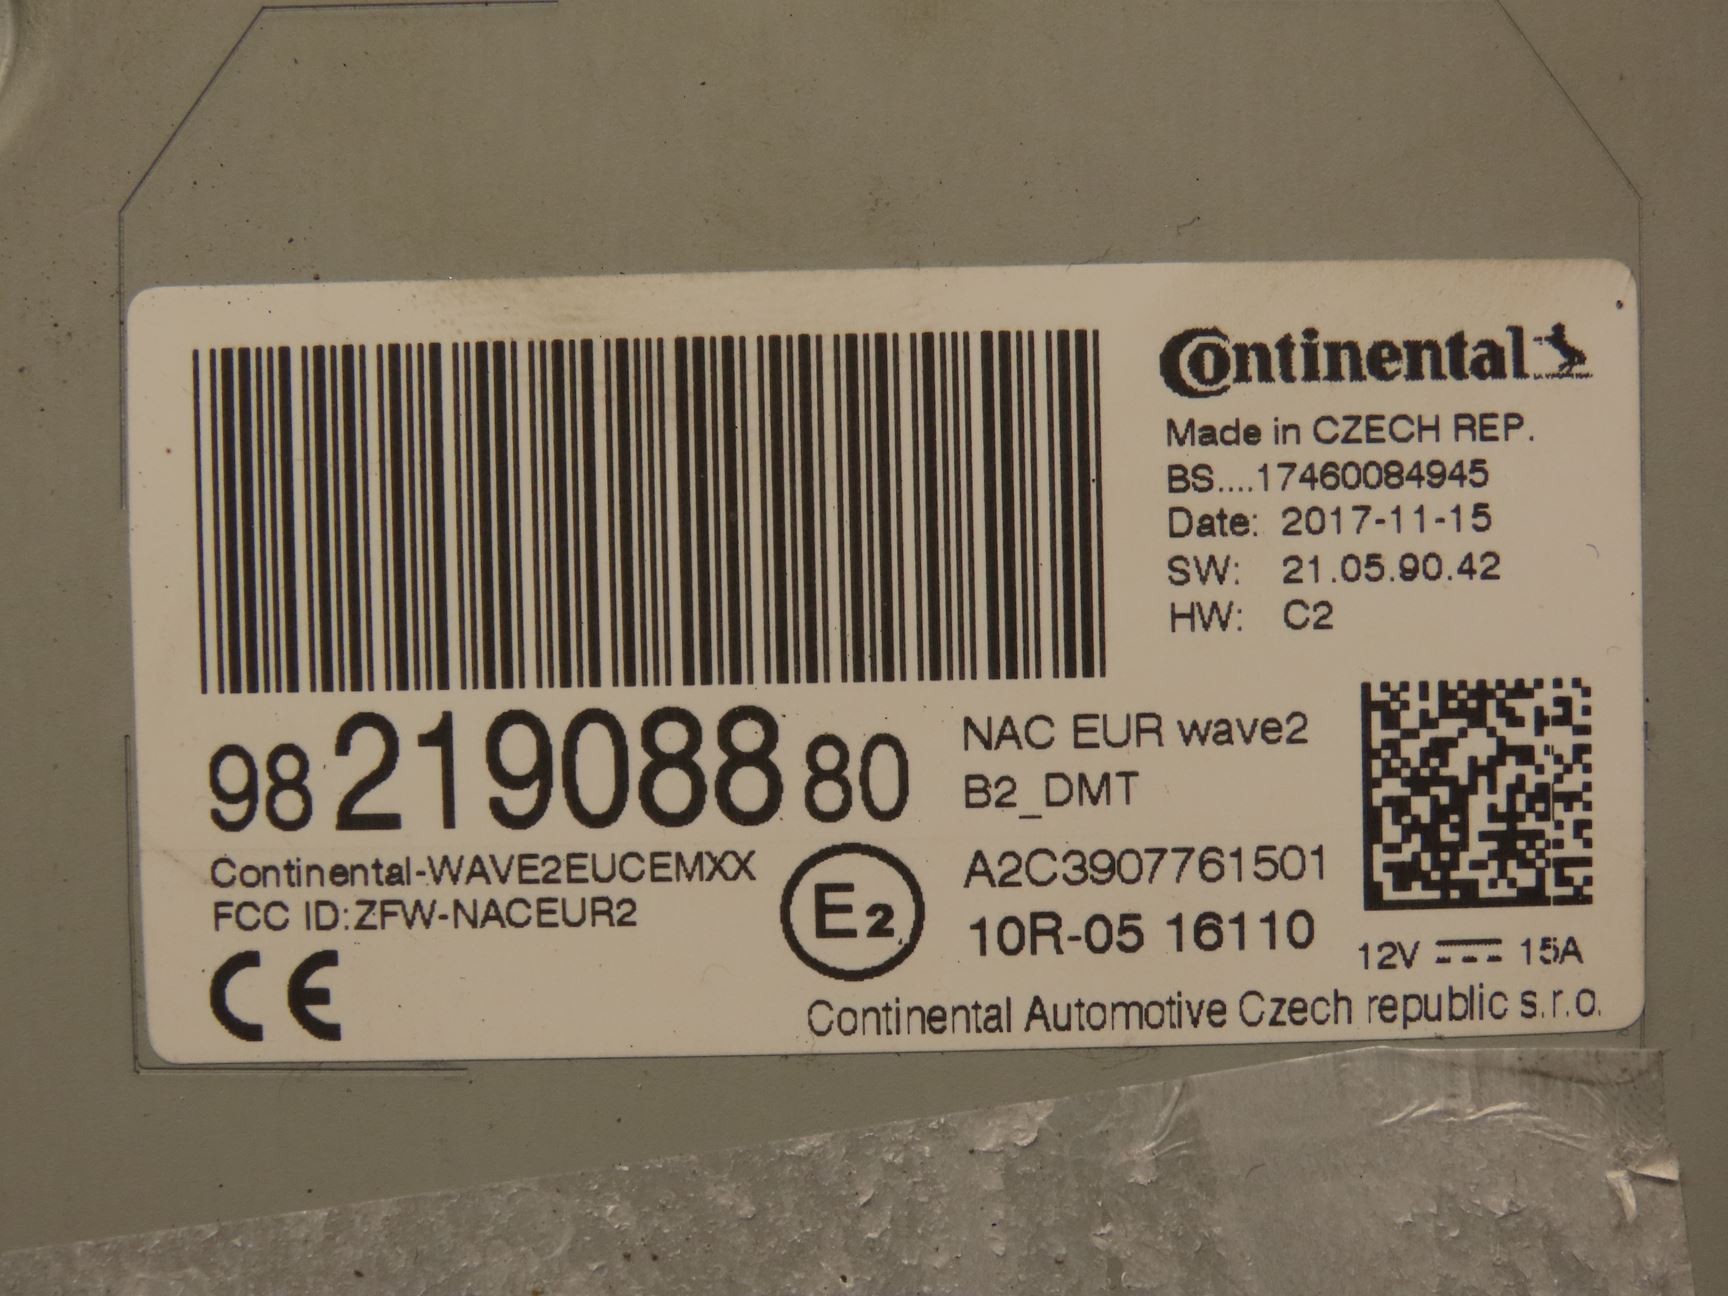 Continental
Made in CZECH REP.
BS....17460084945
Date: 2017-11-15
SW: 21.05.90.42
HW: C2
98 219088 80
NAC EUR wave2
B2_DMT
Continental-WAVE2EUCEMXX
FCC ID:ZFW-NACEUR2
CE
E2
A2C3907761501
10R-05 16110
12V 15A
Continental Automotive Czech republic s.r.o.